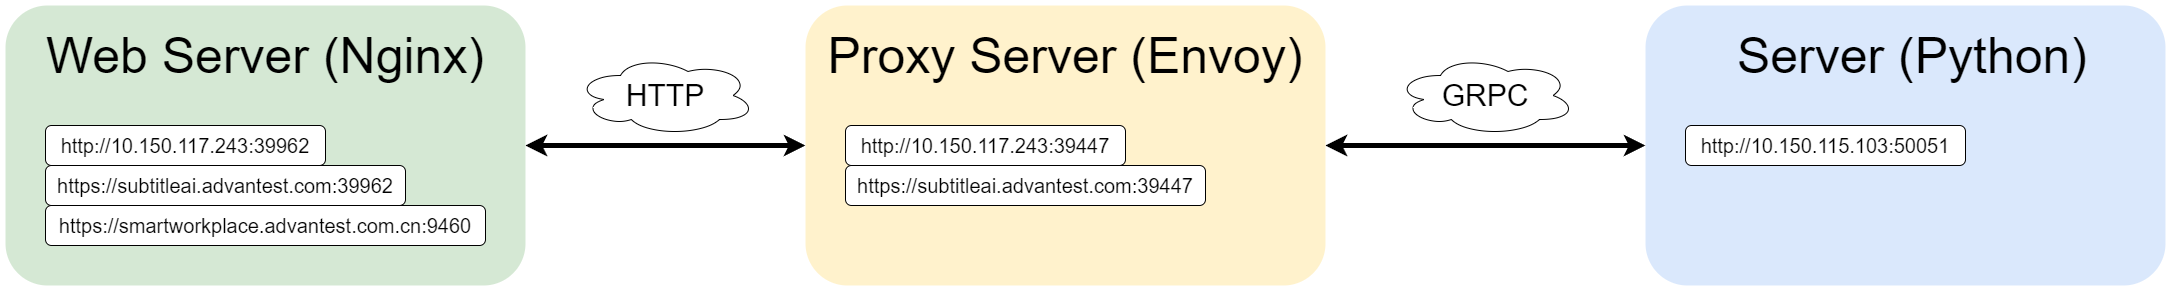 Web Server (Nginx)
http://10.150.117.243:39962
https://subtitleai.advantest.com:39962
https://smartworkplace.advantest.com.cn:9460
HTTP
Proxy Server (Envoy)
http://10.150.117.243:39447
https://subtitleai.advantest.com:39447
GRPC
Server (Python)
http://10.150.115.103:50051